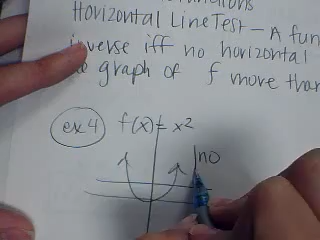 Horizontal Line Test - A fun
inverse iff no horizontal
graph of f more than
ex 4 f(x) = x²
no